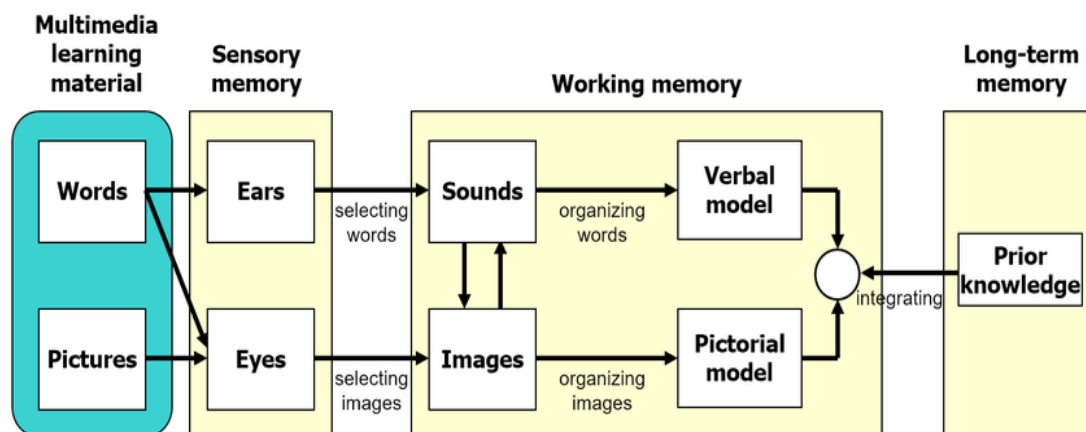 Multimedia
learning
material
Sensory
memory
Working memory
Long-term
memory
Words
Ears
selecting
words
Sounds
organizing
words
Verbal
model
Prior
knowledge
integrating
Pictures
Eyes
selecting
images
Images
organizing
images
Pictorial
model